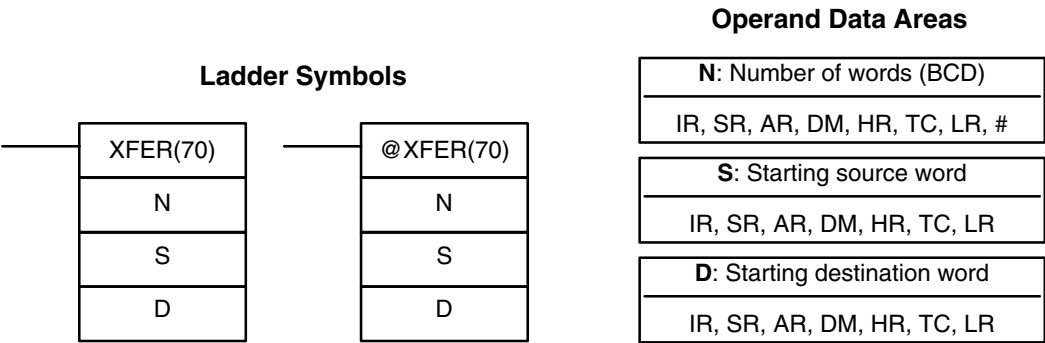 Ladder Symbols
XFER(70)
N
S
D
@XFER(70)
N
S
D
Operand Data Areas
N: Number of words (BCD)
IR, SR, AR, DM, HR, TC, LR, #
S: Starting source word
IR, SR, AR, DM, HR, TC, LR
D: Starting destination word
IR, SR, AR, DM, HR, TC, LR